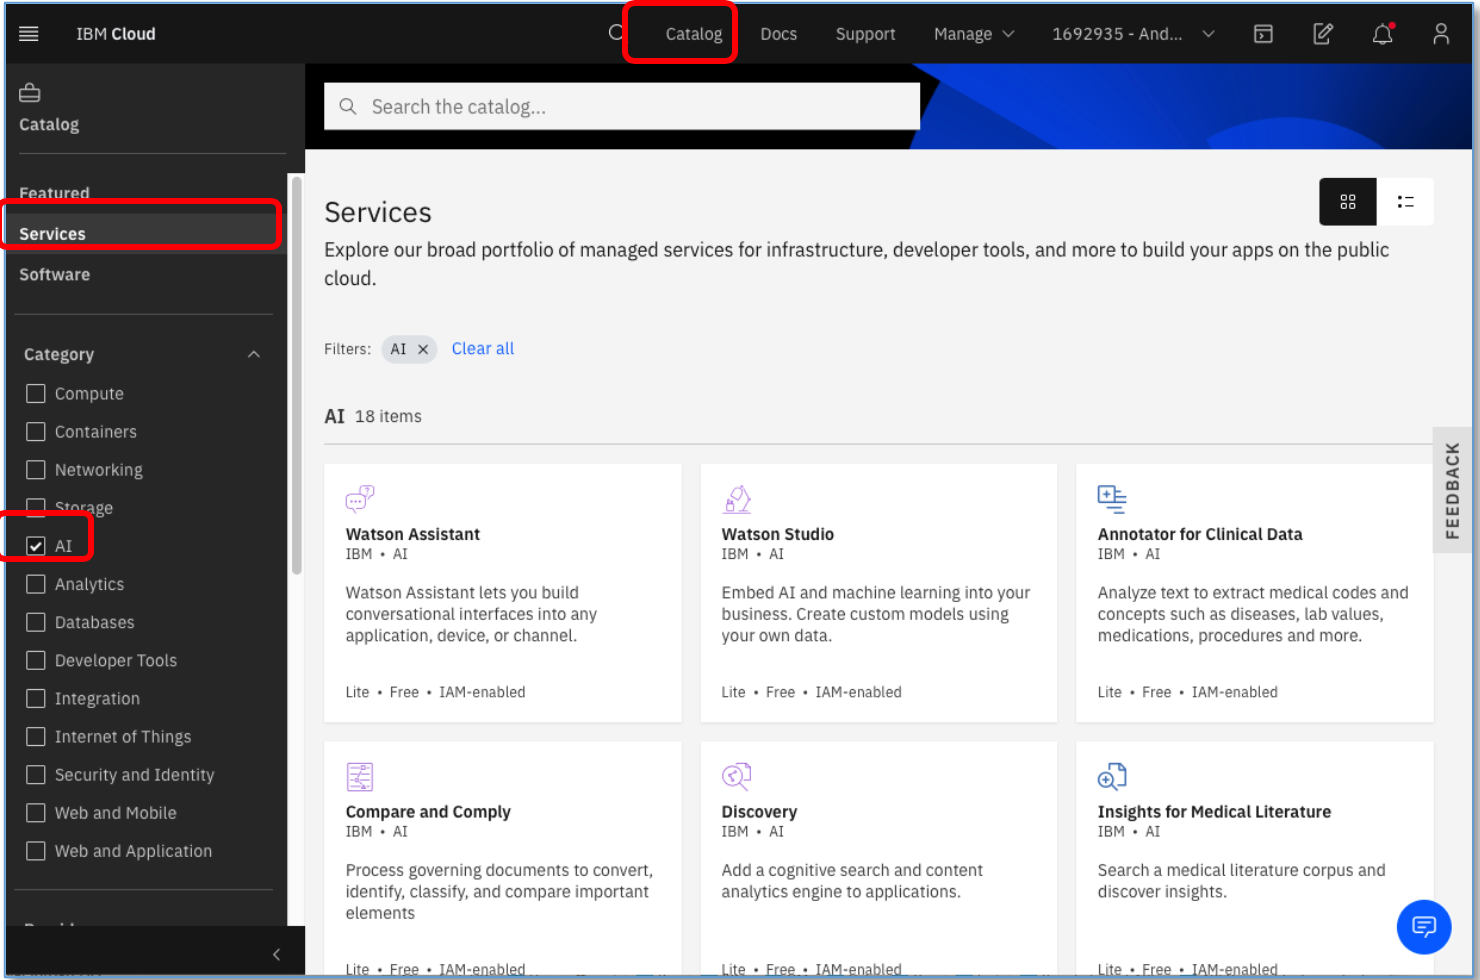 IBM Cloud
Catalog
Docs
Support
Manage
1692935 - And...
Catalog
Featured
Services
Software
Category
Compute
Containers
Networking
Storage
AI
Analytics
Databases
Developer Tools
Integration
Internet of Things
Security and Identity
Web and Mobile
Web and Application
Search the catalog...
Services
Explore our broad portfolio of managed services for infrastructure, developer tools, and more to build your apps on the public
cloud.
Filters: AI Clear all
AI 18 items
Watson Assistant
IBM • AI
Watson Assistant lets you build
conversational interfaces into any
application, device, or channel.
Lite • Free • IAM-enabled
Watson Studio
IBM • AI
Embed AI and machine learning into your
business. Create custom models using
your own data.
Lite • Free • IAM-enabled
Annotator for Clinical Data
IBM • AI
Analyze text to extract medical codes and
concepts such as diseases, lab values,
medications, procedures and more.
Lite • Free • IAM-enabled
Compare and Comply
IBM • AI
Process governing documents to convert,
identify, classify, and compare important
elements
Lite • Free • IAM-enabled
Discovery
IBM • AI
Add a cognitive search and content
analytics engine to applications.
Lite • Free • IAM-enabled
Insights for Medical Literature
IBM • AI
Search a medical literature corpus and
discover insights.
Lite • Free • IAM-enabled
FEEDBACK